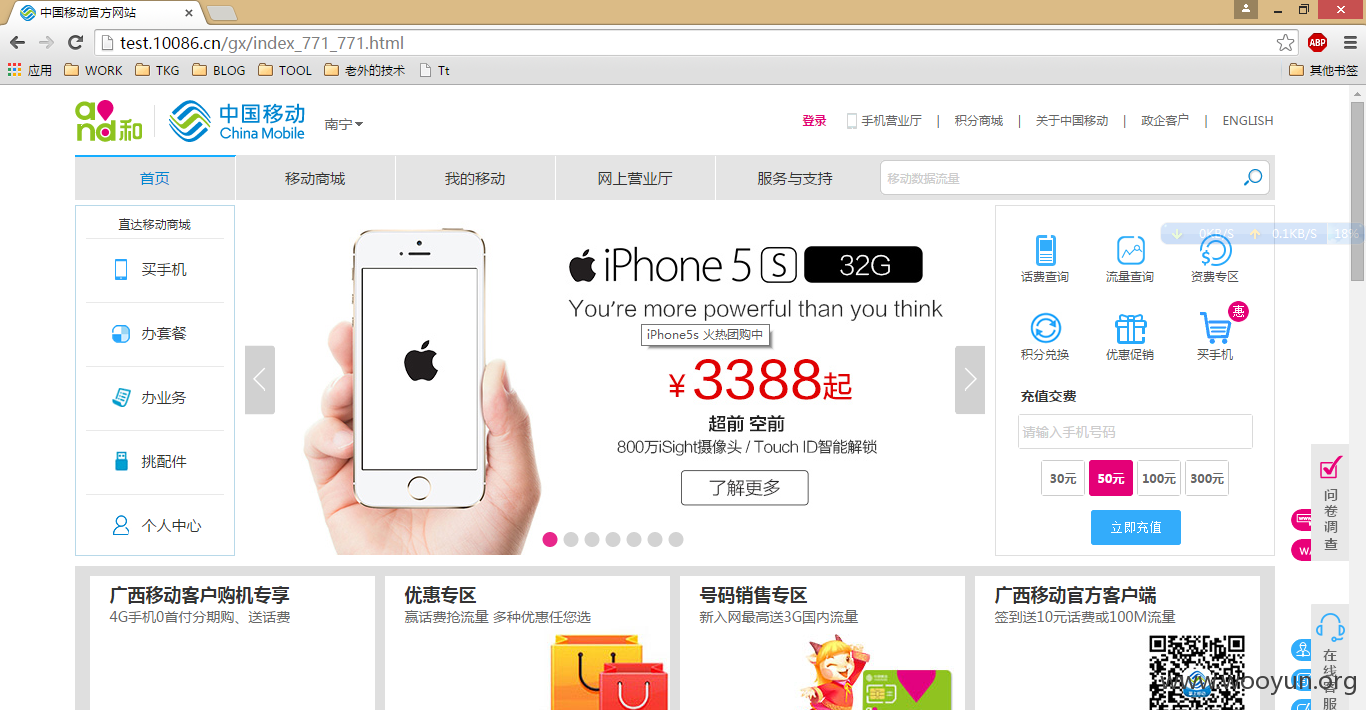 中国移动官方网站
test.10086.cn/gx/index_771_771.html
ABP
应用 WORK TKG BLOG TOOL 老外的技术 Tt 其他书签
and和 中国移动 China Mobile 南宁
登录 手机营业厅 | 积分商城 | 关于中国移动 | 政企客户 | ENGLISH
首页 移动商城 我的移动 网上营业厅 服务与支持 移动数据流量
直达移动商城
买手机
办套餐
办业务
挑配件
个人中心
iPhone 5 S 32G
You're more powerful than you think
iPhone5s 火热团购中
¥3388起
超前 空前
800万iSight摄像头 / Touch ID智能解锁
了解更多
0KB/S 0.1KB/S 18%
话费查询 流量查询 资费专区
惠
积分兑换 优惠促销 买手机
充值交费
请输入手机号码
30元 50元 100元 300元
立即充值
问卷调查
在线客服
广西移动客户购机专享
4G手机0首付分期购、送话费
优惠专区
赢话费抢流量 多种优惠任您选
号码销售专区
新入网最高送3G国内流量
广西移动官方客户端
签到送10元话费或100M流量
www.wooyun.org